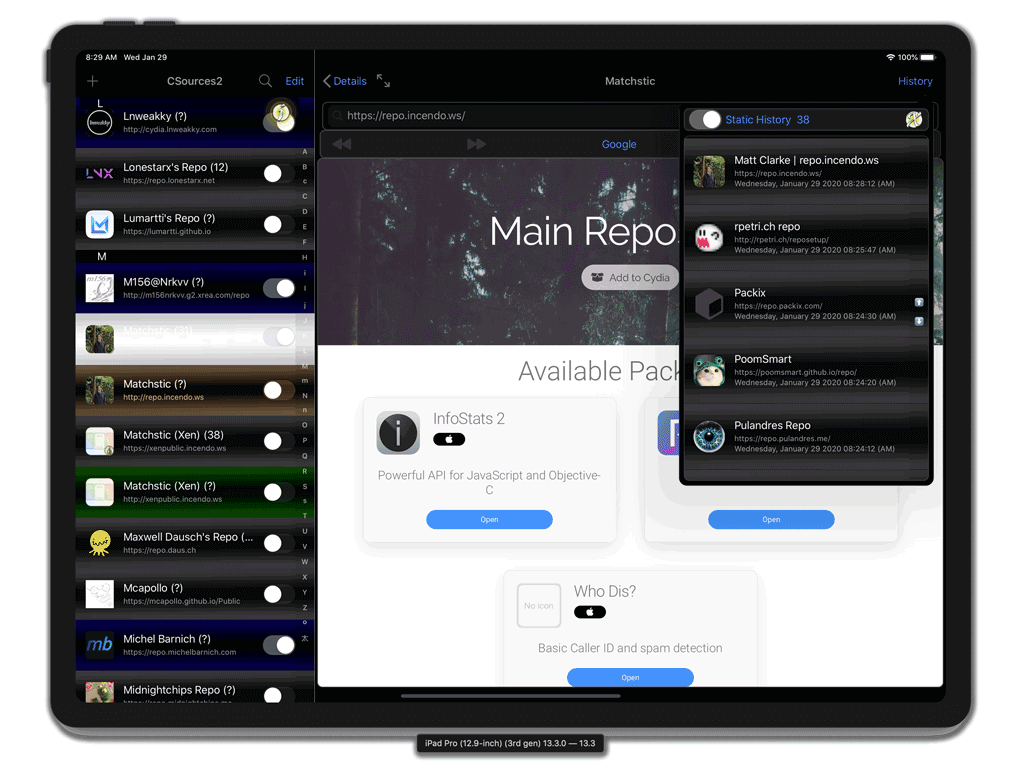 8:29 AM Wed Jan 29
100%
CSources2
Edit
Details
Matchstic
History
L
Lnweakky (?)
http://cydia.lnweakky.com
Lonestarx's Repo (12)
https://repo.lonestarx.net
Lumartti's Repo (?)
https://lumartti.github.io
M
M156@Nrkvv (?)
http://m156nrkvv.g2.xrea.com/repo
Matchstic (31)
Matchstic (?)
http://repo.incendo.ws
Matchstic (Xen) (38)
https://xenpublic.incendo.ws
Matchstic (Xen) (?)
http://xenpublic.incendo.ws
Maxwell Dausch's Repo (...
https://repo.daus.ch
Mcapollo (?)
https://mcapollo.github.io/Public
Michel Barnich (?)
https://repo.michelbarnich.com
Midnightchips Repo (?)
https://repo.incendo.ws/
Google
Main Repo
Add to Cydia
Available Pack
InfoStats 2
Powerful API for JavaScript and Objective-
C
Open
Open
No icon
Who Dis?
Basic Caller ID and spam detection
Open
Static History 38
Matt Clarke | repo.incendo.ws
https://repo.incendo.ws/
Wednesday, January 29 2020 08:28:12 (AM)
rpetri.ch repo
http://rpetri.ch/reposetup/
Wednesday, January 29 2020 08:25:47 (AM)
Packix
https://repo.packix.com/
Wednesday, January 29 2020 08:24:30 (AM)
PoomSmart
https://poomsmart.github.io/repo/
Wednesday, January 29 2020 08:24:20 (AM)
Pulandres Repo
https://repo.pulandres.me/
Wednesday, January 29 2020 08:24:12 (AM)
iPad Pro (12.9-inch) (3rd gen) 13.3.0 — 13.3